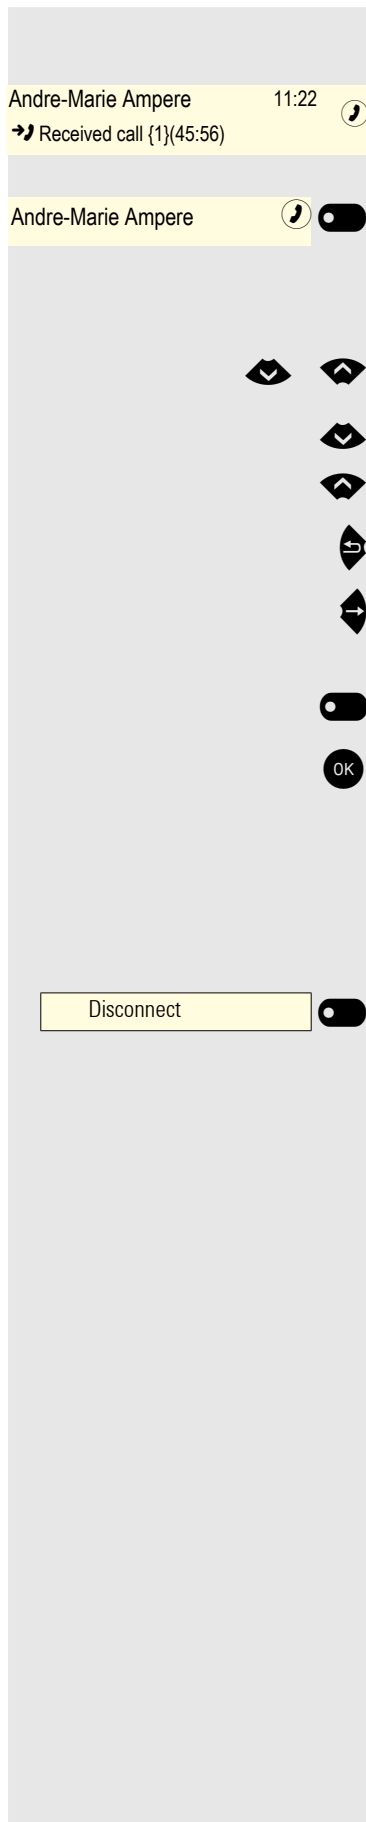 Andre-Marie Ampere 11:22
Received call {1}(45:56)
Andre-Marie Ampere
OK
Disconnect